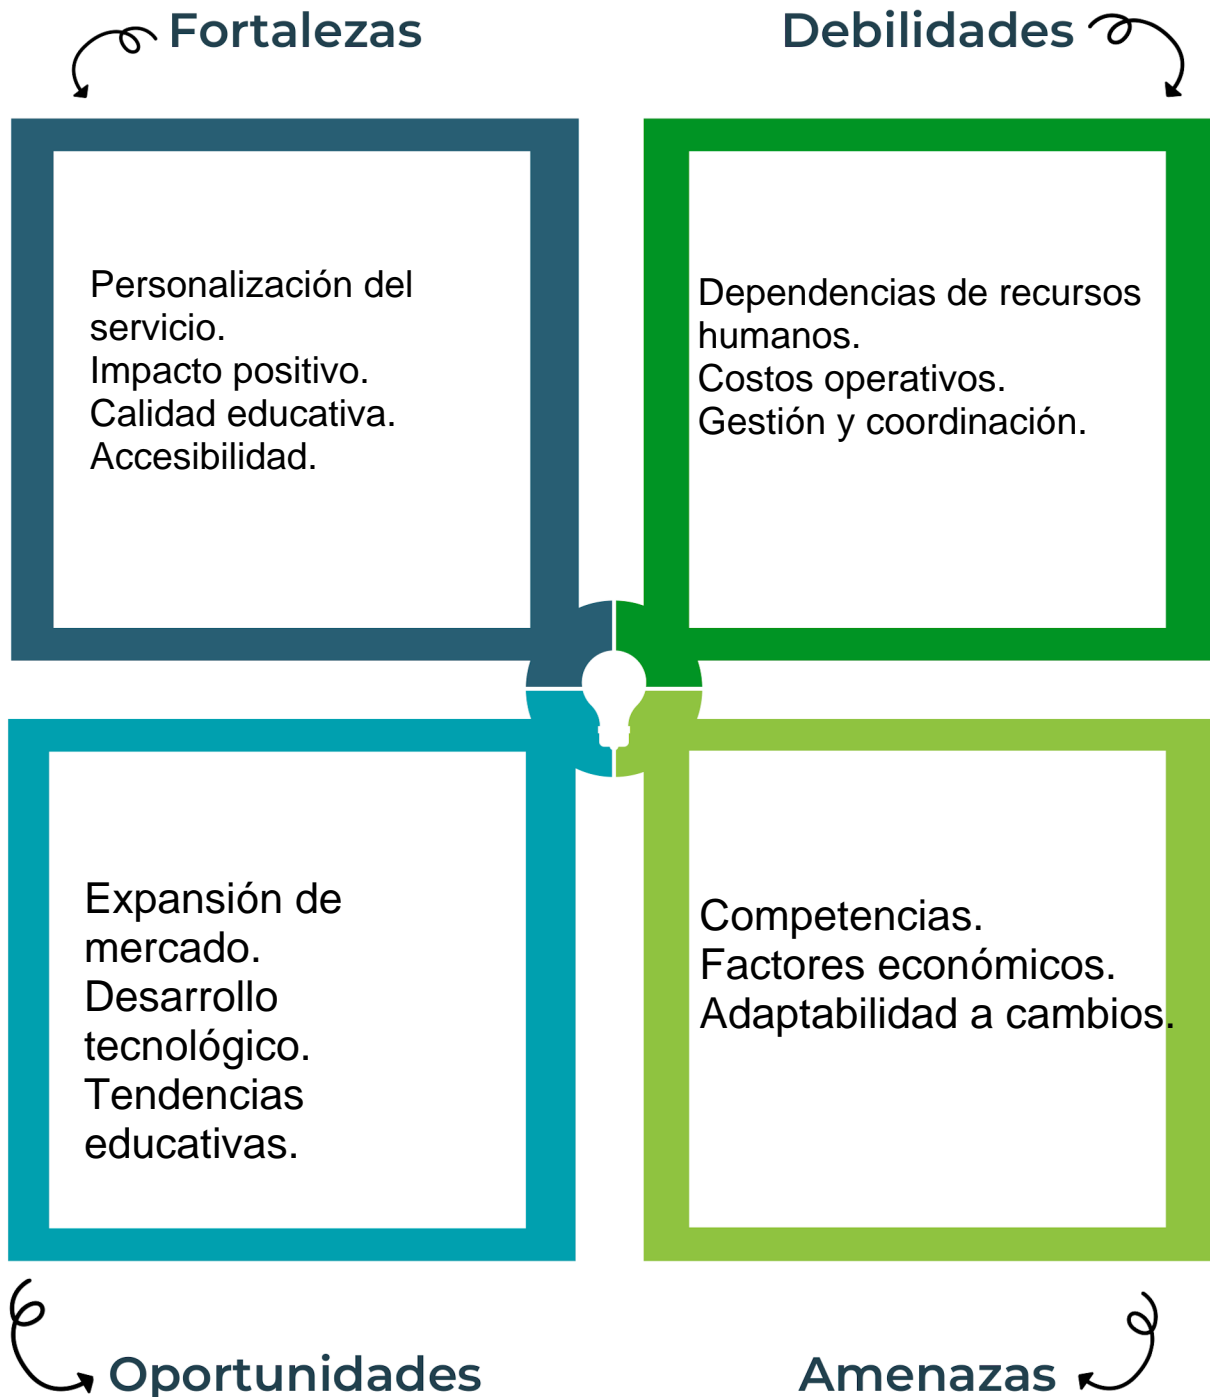 Fortalezas
Personalización del
servicio.
Impacto positivo.
Calidad educativa.
Accesibilidad.
Debilidades
Dependencias de recursos
humanos.
Costos operativos.
Gestión y coordinación.
Expansión de
mercado.
Desarrollo
tecnológico.
Tendencias
educativas.
Oportunidades
Competencias.
Factores económicos.
Adaptabilidad a cambios.
Amenazas